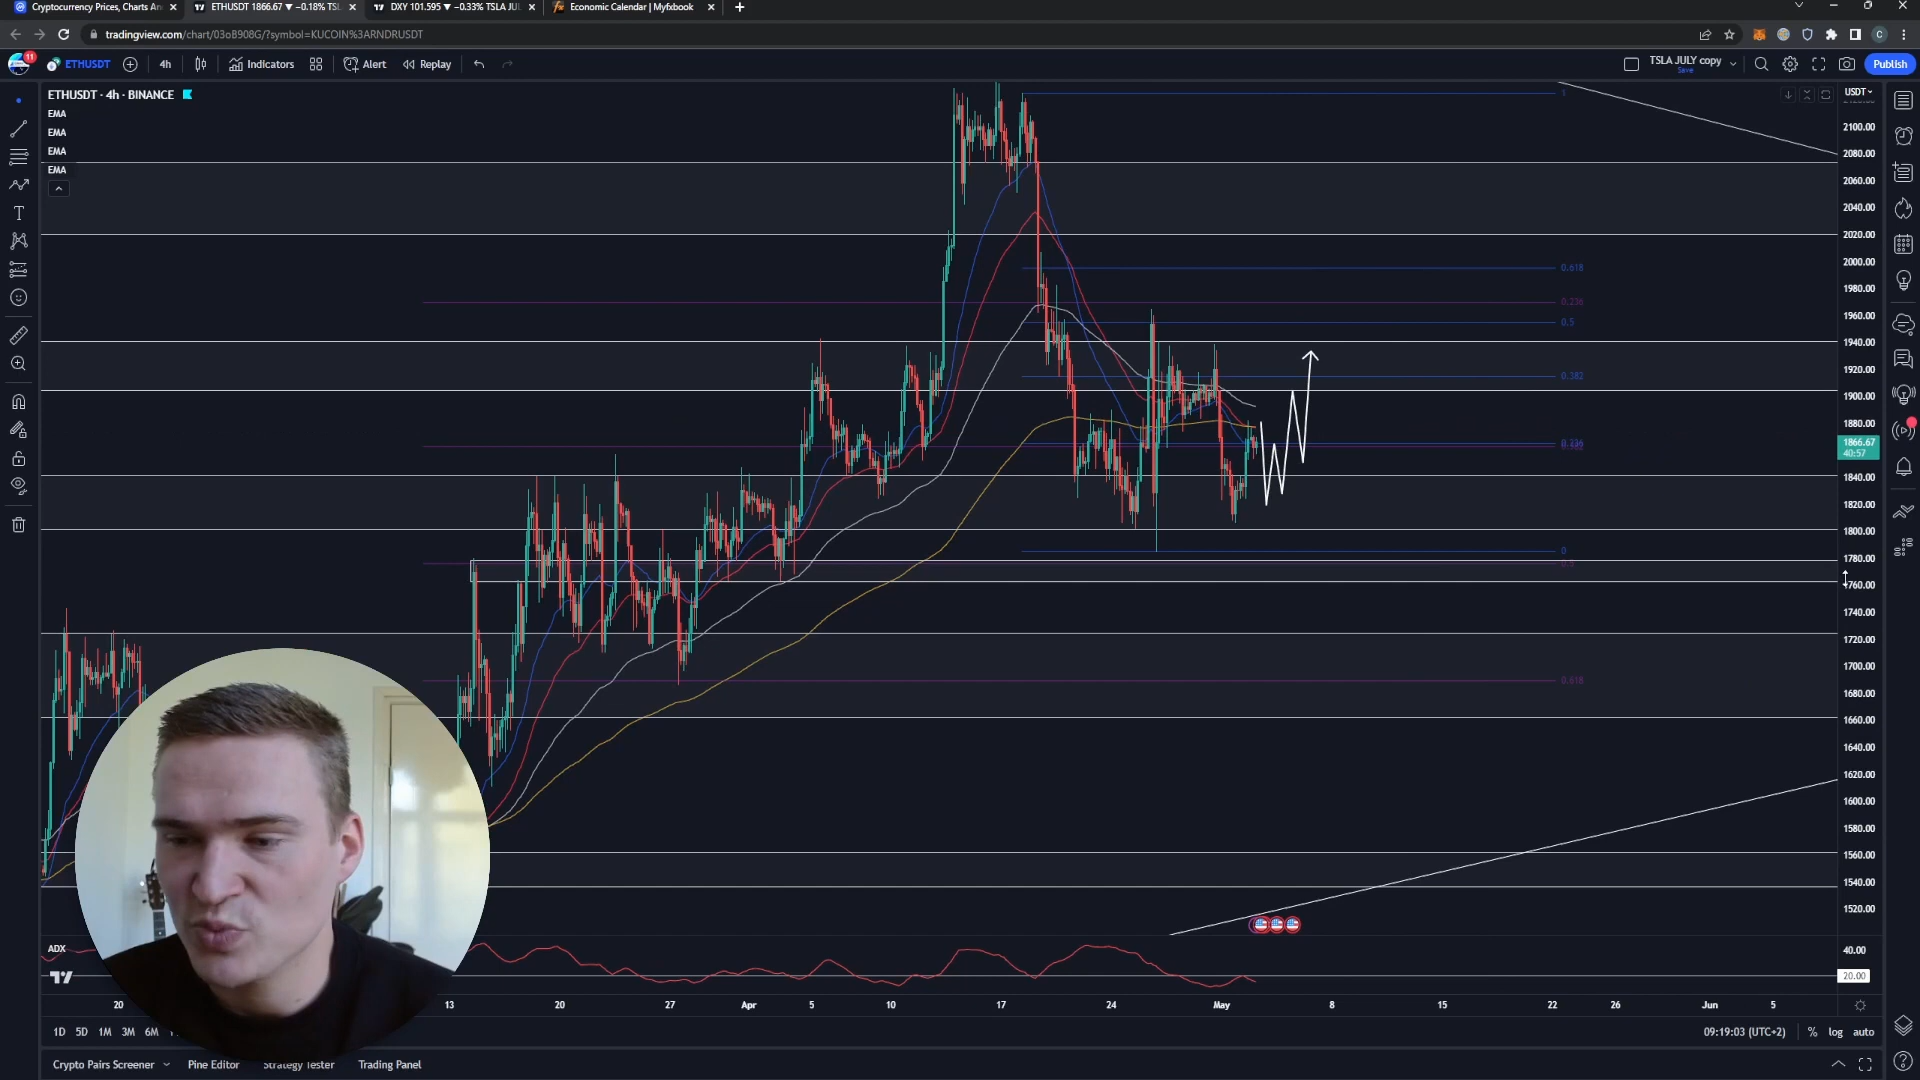 Cryptocurrency Prices, Charts An
ETHUSDT 1866.67 ▼ −0.18% TSL
DXY 101.595 ▼ −0.33% TSLA JUL
Economic Calendar | Myfxbook
tradingview.com/chart/03oB908G/?symbol=KUCOIN%3ARNDRUSDT
11
ETHUSDT
4h
Indicators
Alert
Replay
TSLA JULY copy
Save
Publish
ETHUSDT · 4h · BINANCE
EMA
EMA
EMA
EMA
USDT
1
0.618
0.236
0.5
0.382
0
0.618
2100.00
2080.00
2060.00
2040.00
2020.00
2000.00
1980.00
1960.00
1940.00
1920.00
1900.00
1880.00
1866.67
40:57
1840.00
1820.00
1800.00
1780.00
1760.00
1740.00
1720.00
1700.00
1680.00
1660.00
1640.00
1620.00
1600.00
1580.00
1560.00
1540.00
1520.00
ADX
40.00
20.00
20
13
20
27
Apr
5
10
17
24
May
8
15
22
26
Jun
5
1D
5D
1M
3M
6M
09:19:03 (UTC+2)
%
log
auto
Crypto Pairs Screener
Pine Editor
Strategy Tester
Trading Panel